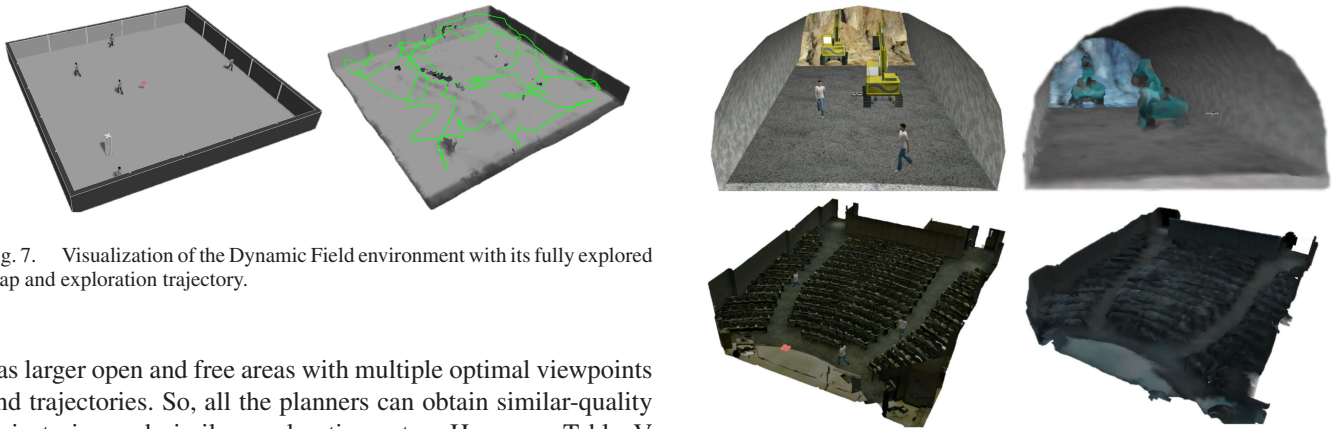 g. 7. Visualization of the Dynamic Field environment with its fully explored
ap and exploration trajectory.
as larger open and free areas with multiple optimal viewpoints
nd trajectories. So, all the planners can obtain similar-quality